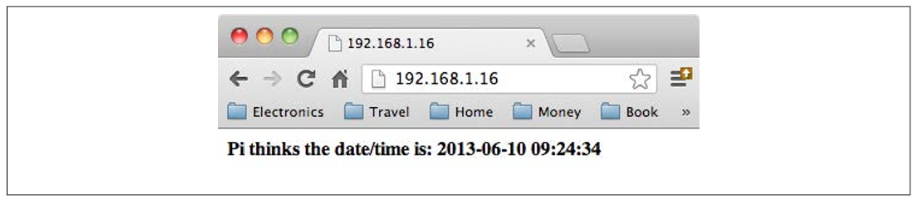 192.168.1.16
192.168.1.16
Electronics Travel Home Money Book »
Pi thinks the date/time is: 2013-06-10 09:24:34